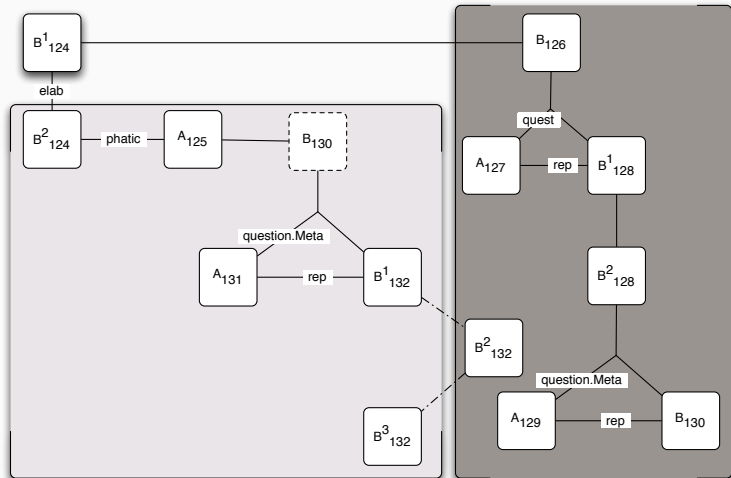 B¹124
B126
elab
B²124
phatic
A125
B130
quest
A127
rep
B¹128
question.Meta
A131
rep
B¹132
B²128
B²132
question.Meta
A129
rep
B130
B³132